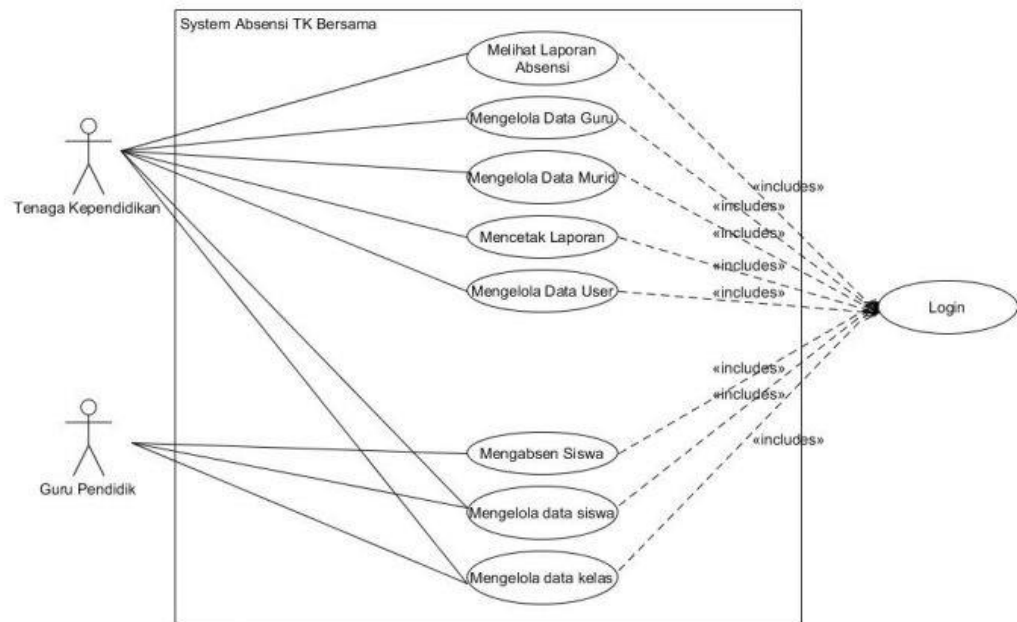 System Absensi TK Bersama
Melihat Laporan
Absensi
Mengelola Data Guru
Tenaga Kependidikan
Mengelola Data Murid
«includes»
«includes»
«includes»
Mencetak Laporan
«includes»
Mengelola Data User
«includes»
Login
«includes»
«includes»
Guru Pendidik
Mengabsen Siswa
«includes»
Mengelola data siswa
Mengelola data kelas